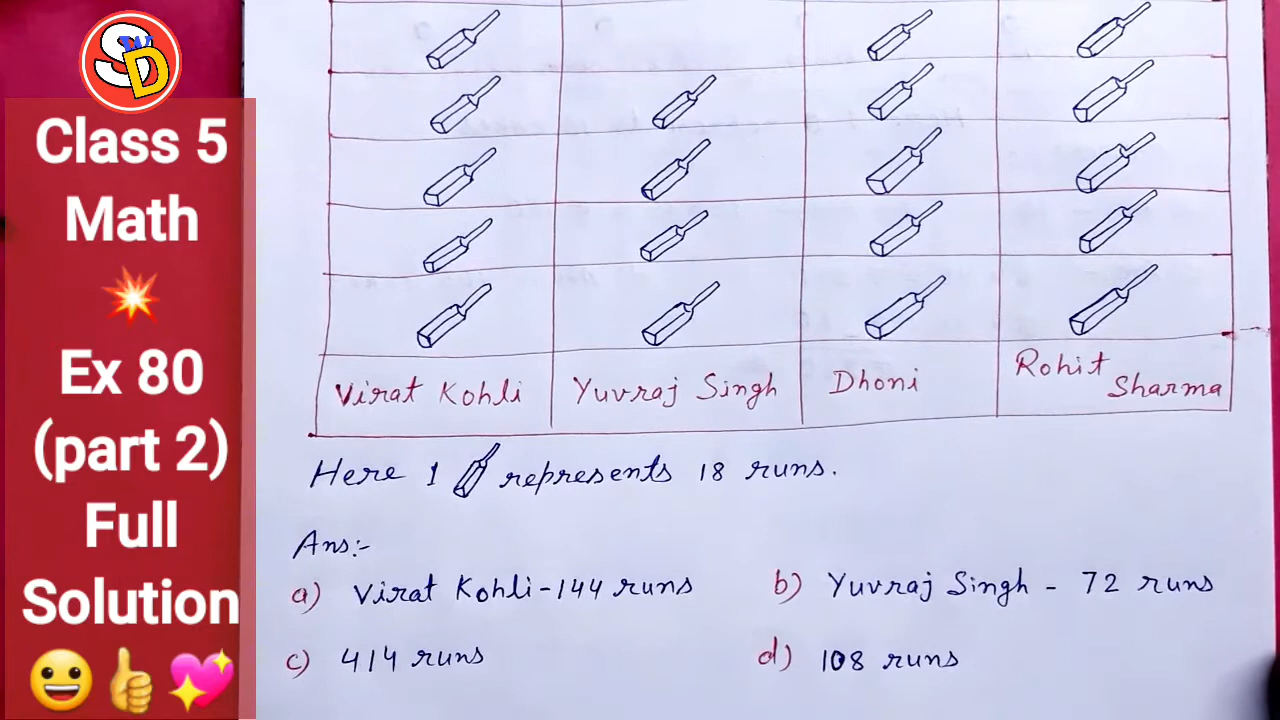 SWD
Class 5
Math
Ex 80
(part 2)
Full
Solution
Virat Kohli
Yuvraj Singh
Dhoni
Rohit Sharma
Here 1 represents 18 runs.
Ans:-
a) Virat Kohli - 144 runs
b) Yuvraj Singh - 72 runs
c) 414 runs
d) 108 runs